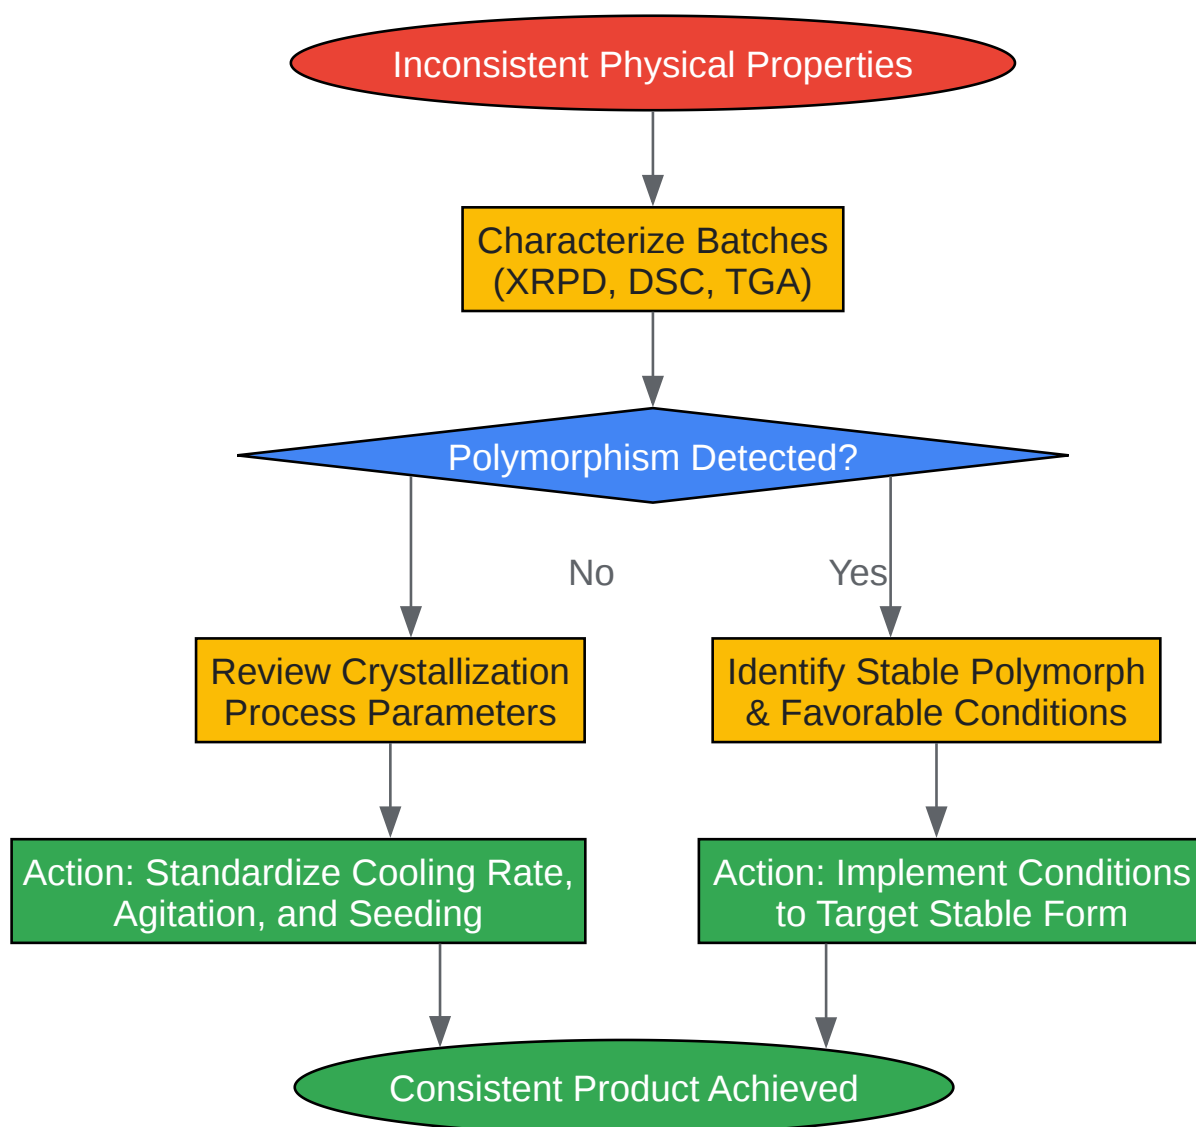 Inconsistent Physical Properties
Characterize Batches
(XRPD, DSC, TGA)
Polymorphism Detected?
No
Yes
Review Crystallization
Process Parameters
Identify Stable Polymorph
& Favorable Conditions
Action: Standardize Cooling Rate,
Agitation, and Seeding
Action: Implement Conditions
to Target Stable Form
Consistent Product Achieved